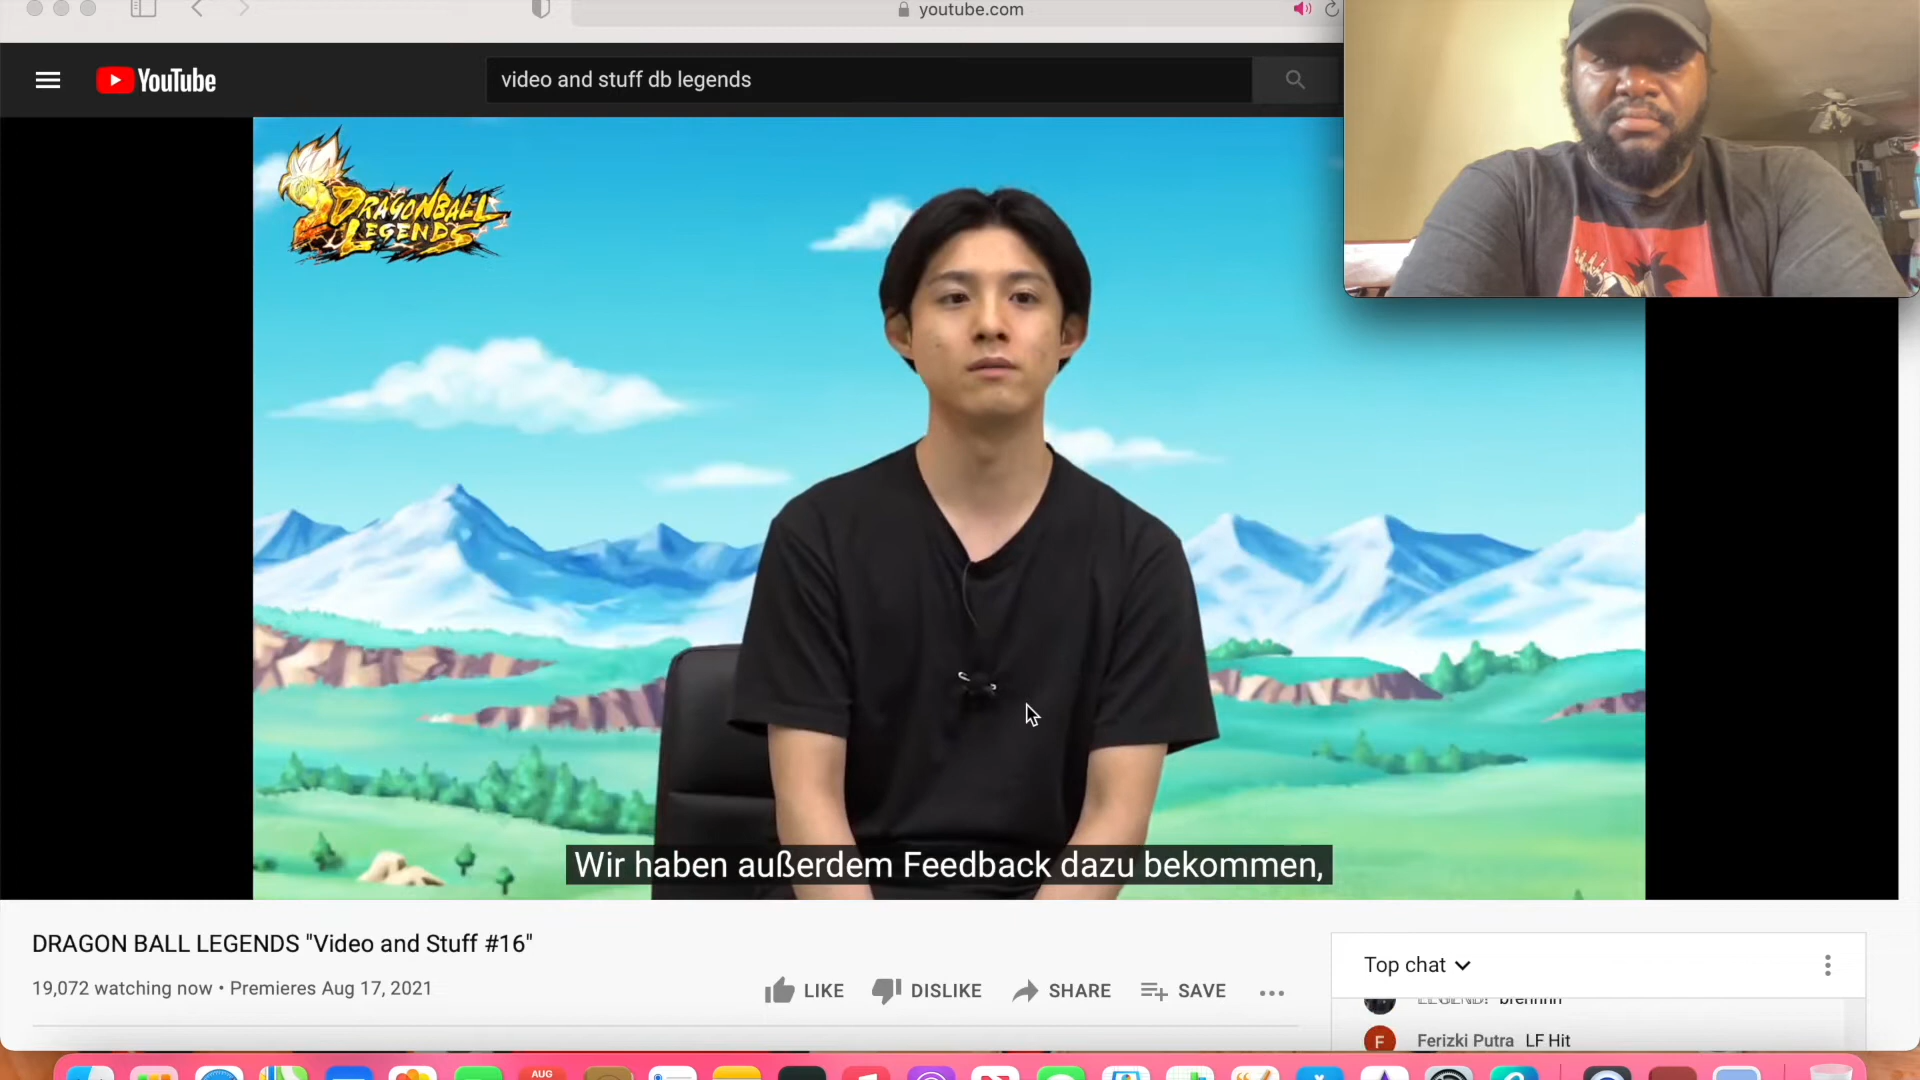 youtube.com
YouTube
video and stuff db legends
DRAGONBALL
LEGENDS
Wir haben außerdem Feedback dazu bekommen,
DRAGON BALL LEGENDS "Video and Stuff #16"
19,072 watching now • Premieres Aug 17, 2021
LIKE
DISLIKE
SHARE
SAVE
Top chat
LEGEND! brehhhh
F
Ferizki Putra LF Hit
AUG